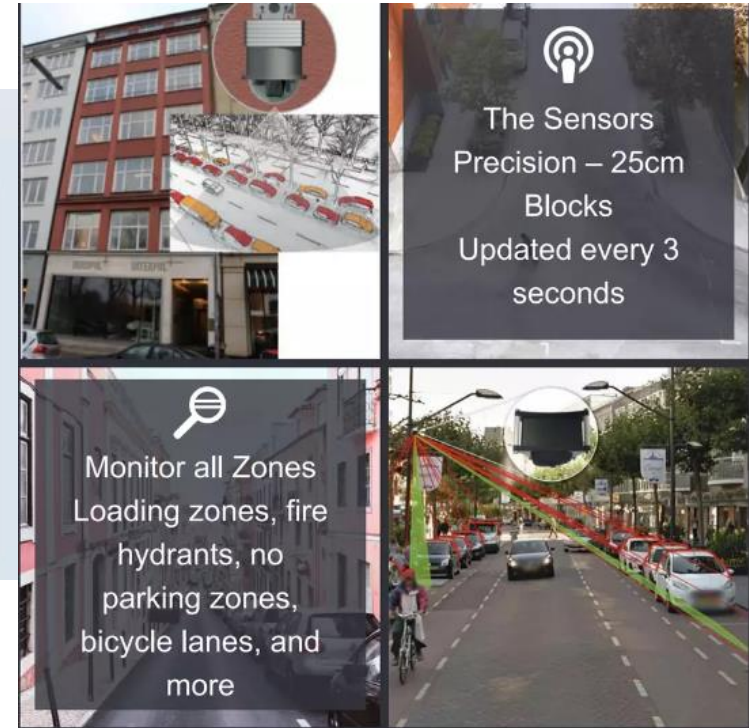 The Sensors
Precision – 25cm
Blocks
Updated every 3
seconds
Monitor all Zones
Loading zones, fire
hydrants, no
parking zones,
bicycle lanes, and
more